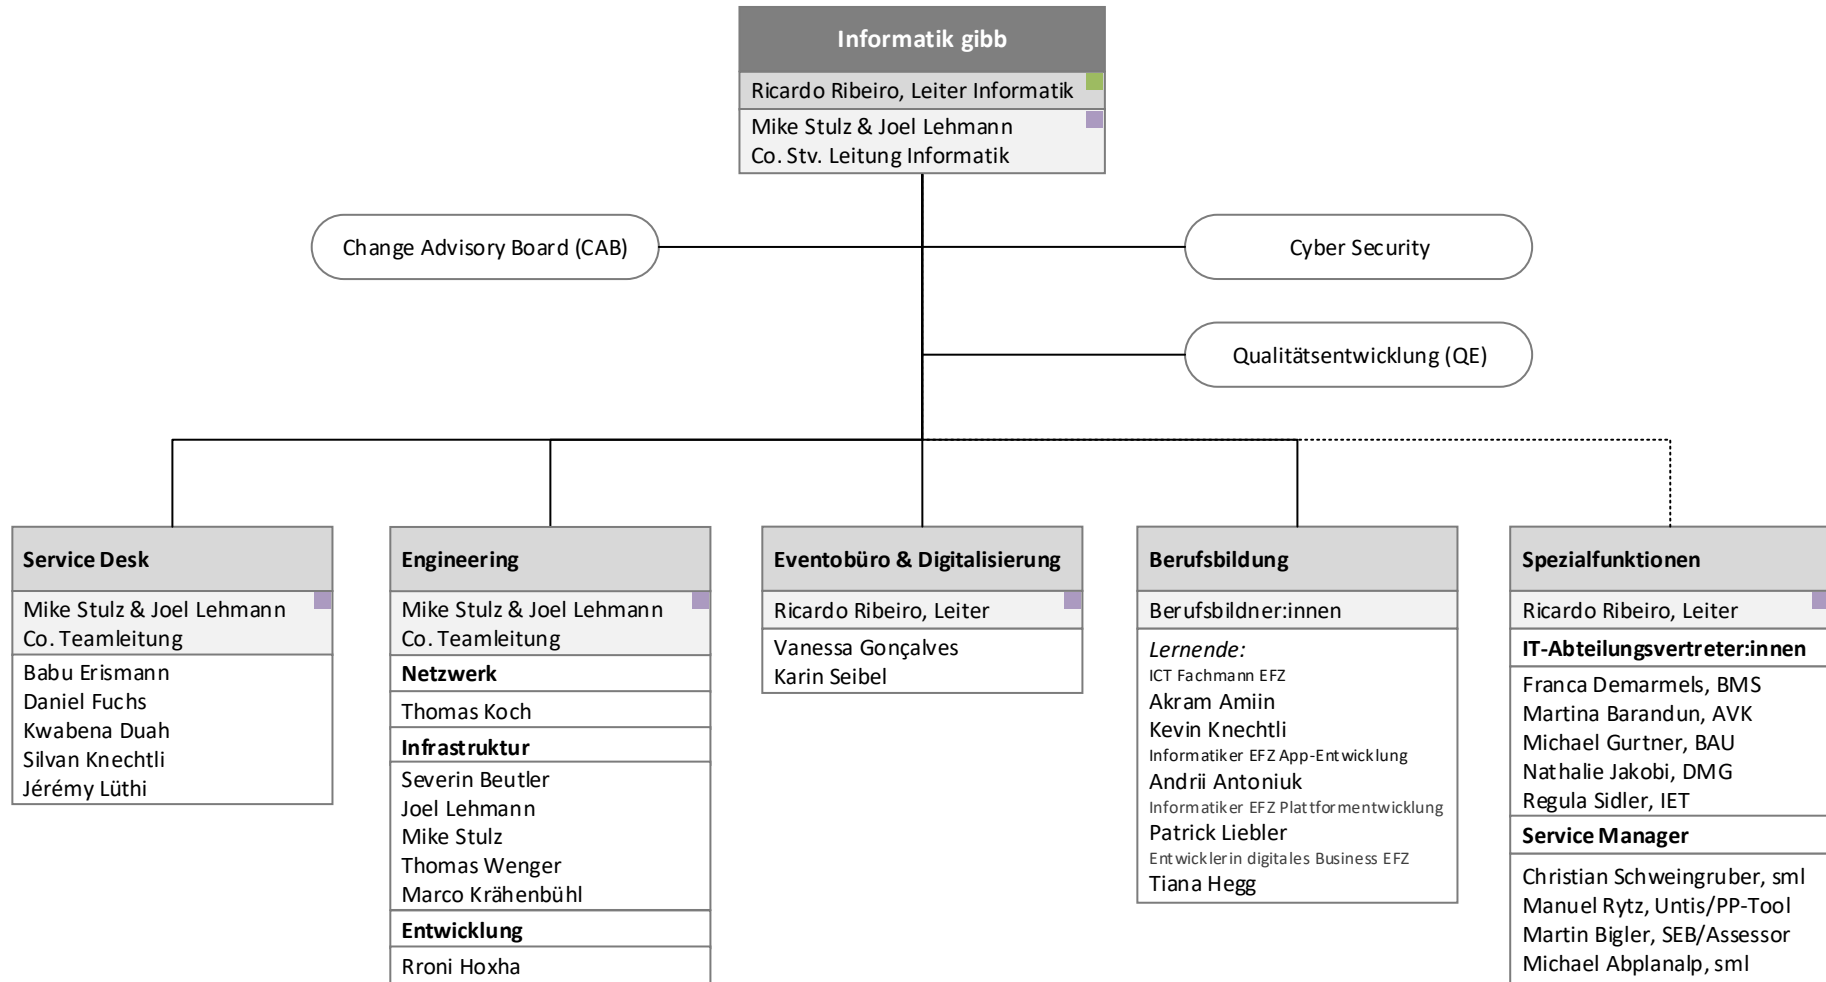 Informatik gibb
Ricardo Ribeiro, Leiter Informatik
Mike Stulz & Joel Lehmann
Co. Stv. Leitung Informatik
Change Advisory Board (CAB)
Cyber Security
Qualitätsentwicklung (QE)
Service Desk
Mike Stulz & Joel Lehmann
Co. Teamleitung
Babu Erismann
Daniel Fuchs
Kwabena Duah
Silvan Knechtli
Jérémy Lüthi
Engineering
Mike Stulz & Joel Lehmann
Co. Teamleitung
Netzwerk
Thomas Koch
Infrastruktur
Severin Beutler
Joel Lehmann
Mike Stulz
Thomas Wenger
Marco Krähenbühl
Entwicklung
Rroni Hoxha
Eventobüro & Digitalisierung
Ricardo Ribeiro, Leiter
Vanessa Gonçalves
Karin Seibel
Berufsbildung
Berufsbildner:innen
Lernende:
ICT Fachmann EFZ
Akram Amiin
Kevin Knechtli
Informatiker EFZ App-Entwicklung
Andrii Antoniuk
Informatiker EFZ Plattformentwicklung
Patrick Liebler
Entwicklerin digitales Business EFZ
Tiana Hegg
Spezialfunktionen
Ricardo Ribeiro, Leiter
IT-Abteilungsvertreter:innen
Franca Demarmels, BMS
Martina Barandun, AVK
Michael Gurtner, BAU
Nathalie Jakobi, DMG
Regula Sidler, IET
Service Manager
Christian Schweingruber, sml
Manuel Rytz, Untis/PP-Tool
Martin Bigler, SEB/Assessor
Michael Abplanalp, sml